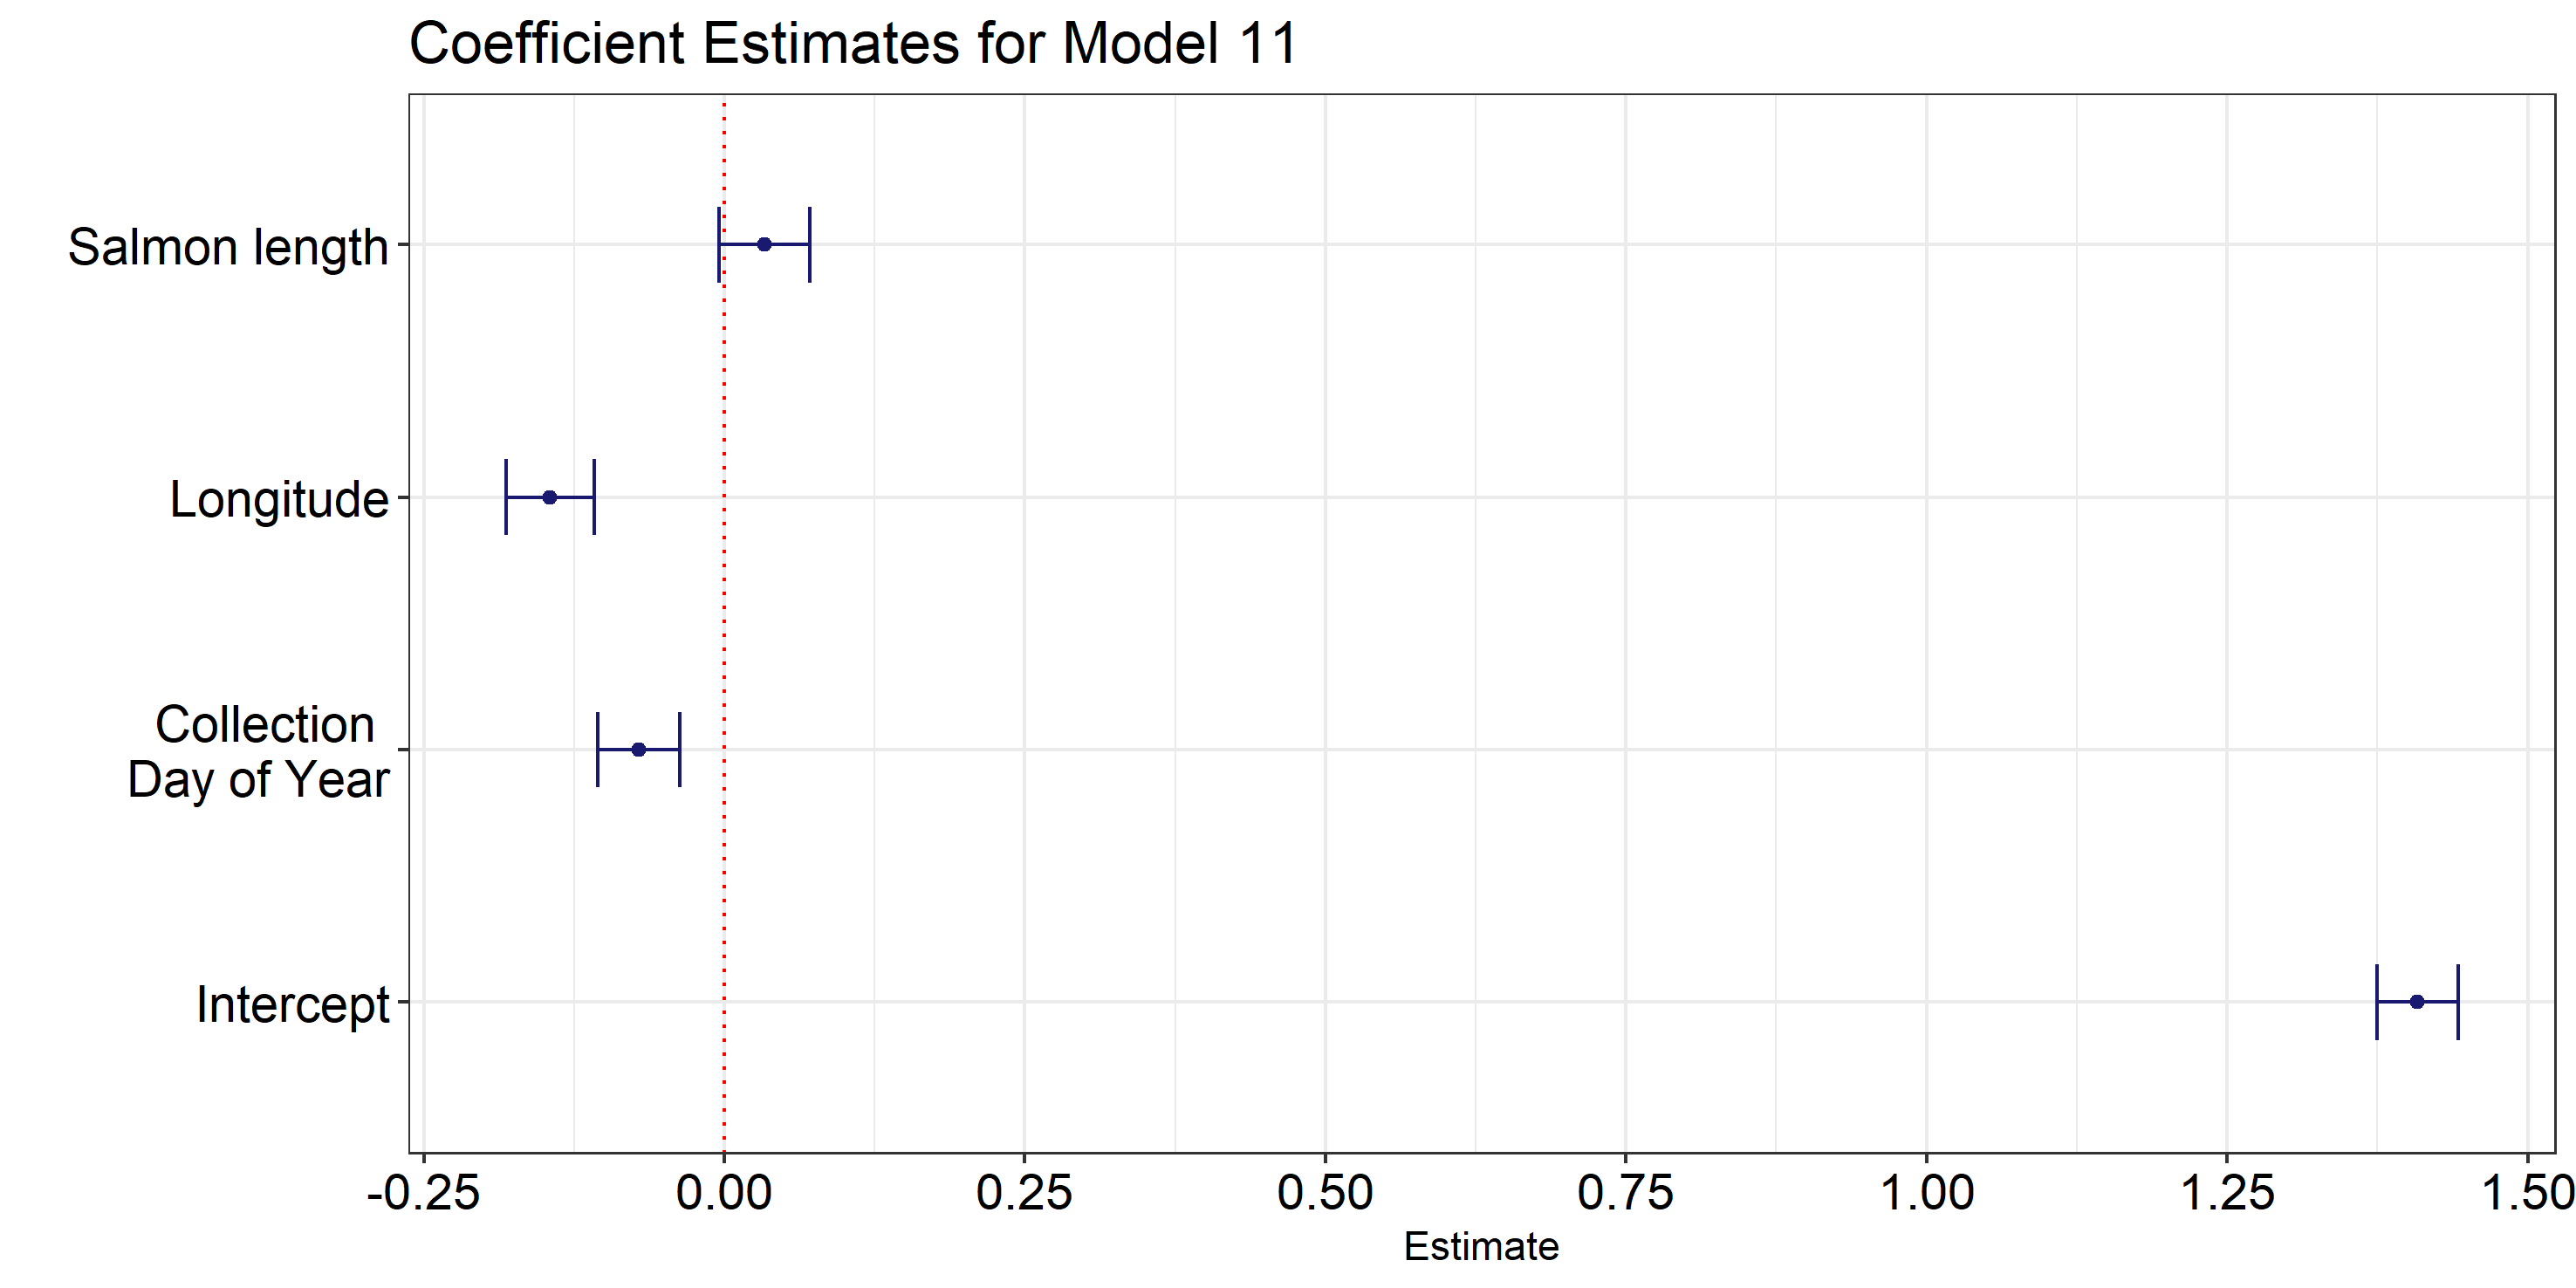 Coefficient Estimates for Model 11
Salmon length
Longitude
Collection
Day of Year
Intercept
-0.25 0.00 0.25 0.50 0.75 1.00 1.25 1.50
Estimate